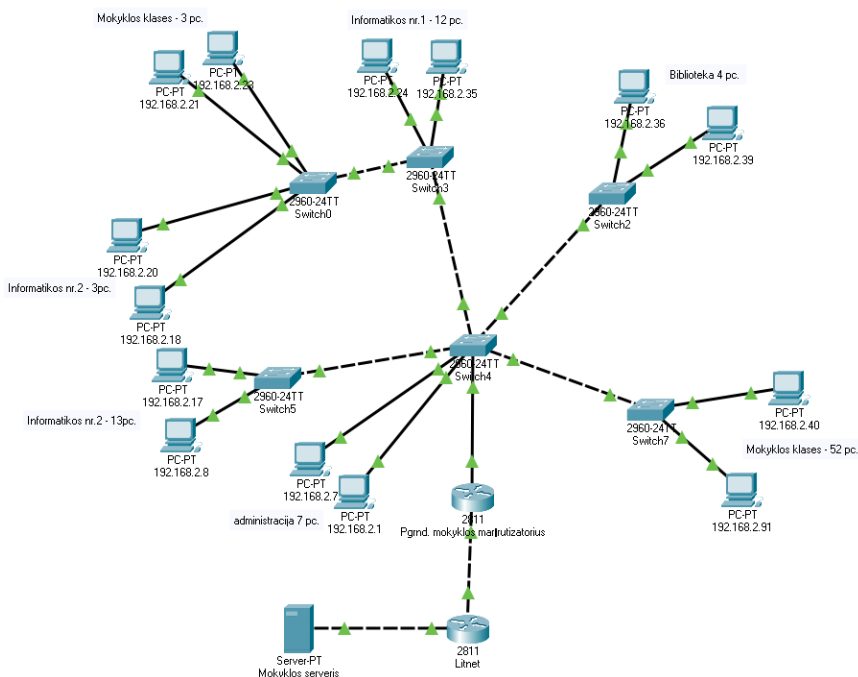 Mokyklos klases - 3 pc.
PC-PT
192.168.2.23
PC-PT
192.168.2.21
Informatikos nr.1 - 12 pc.
PC-PT
192.168.2.24
PC-PT
192.168.2.35
Biblioteka 4 pc.
PC-PT
192.168.2.36
PC-PT
192.168.2.39
2960-24TT
Switch3
2960-24TT
Switch0
2960-24TT
Switch2
PC-PT
192.168.2.20
Informatikos nr.2 - 3pc.
PC-PT
192.168.2.18
2960-24TT
Switch4
PC-PT
192.168.2.17
2960-24TT
Switch5
Informatikos nr.2 - 13pc.
PC-PT
192.168.2.8
2960-24TT
Switch7
PC-PT
192.168.2.40
Mokyklos klases - 52 pc.
PC-PT
192.168.2.91
PC-PT
192.168.2.7
administracija 7 pc.
PC-PT
192.168.2.1
2811
Pgrnd. mokyklos maršrutizatorius
Server-PT
Mokyklos serveris
2811
Litnet